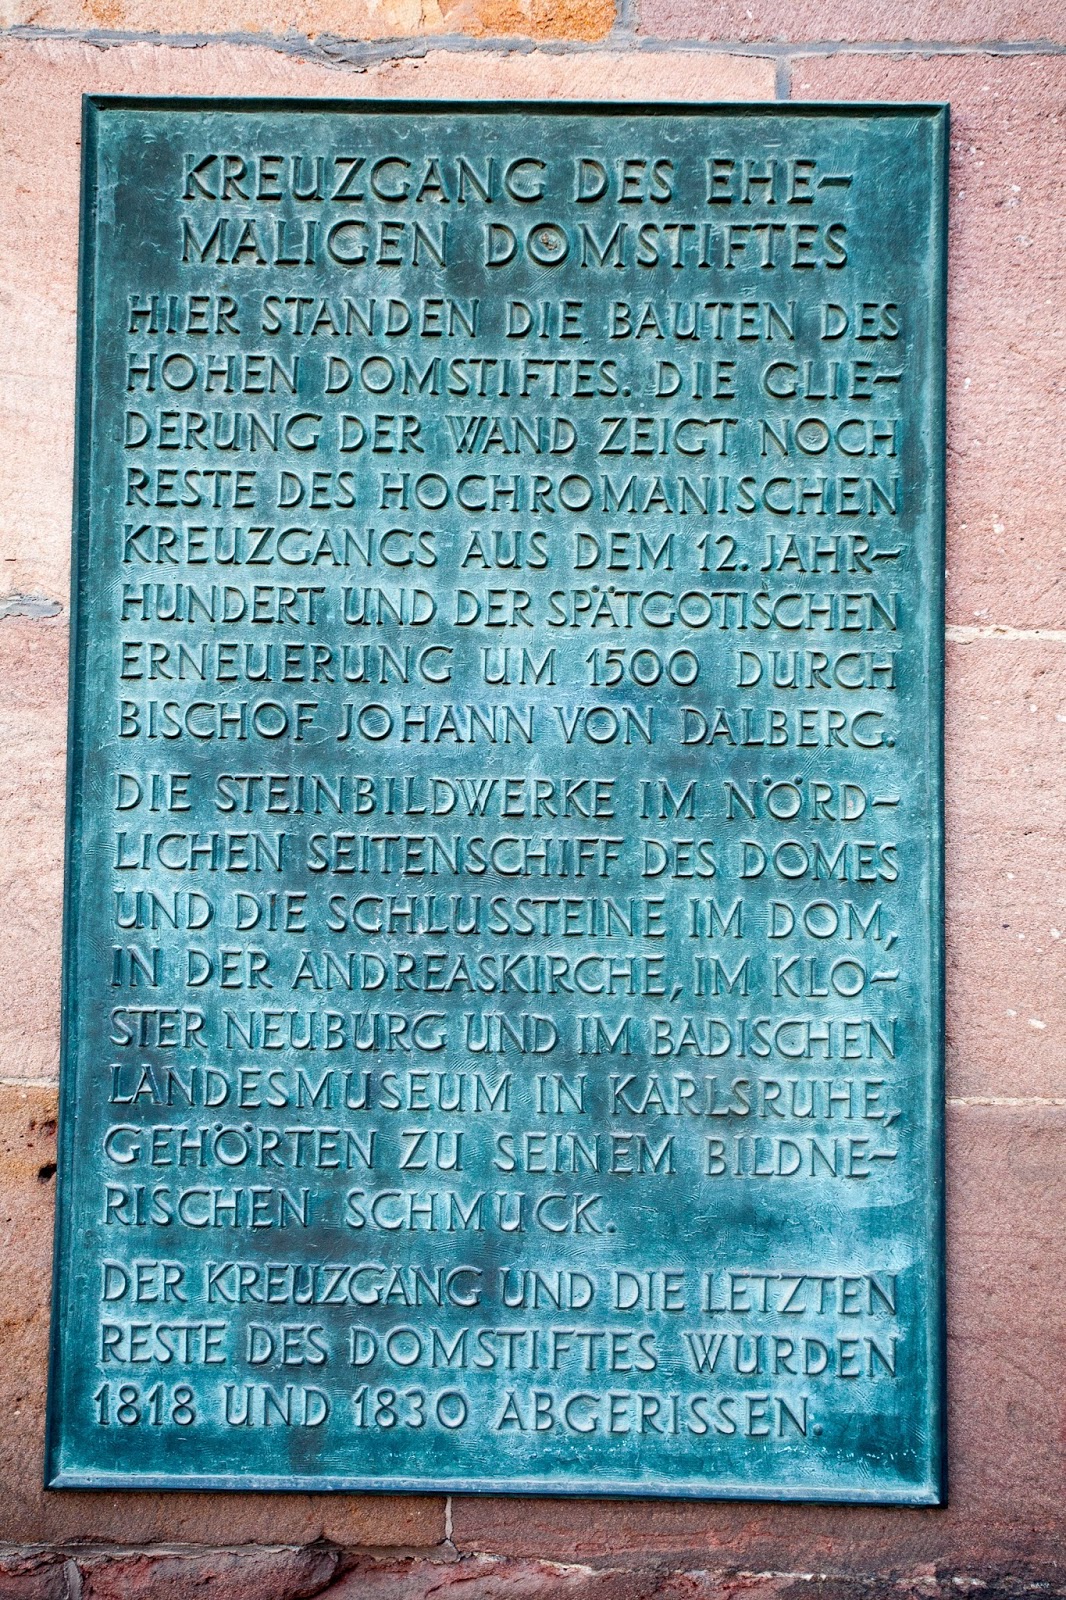 KREUZGANG DES EHE-
MALIGEN DOMSTIFTES
HIER STANDEN DIE BAUTEN DES
HOHEN DOMSTIFTES. DIE GLIE-
DERUNG DER WAND ZEIGT NOCH
RESTE DES HOCHROMANISCHEN
KREUZGANGS AUS DEM 12. JAHR-
HUNDERT UND DER SPÄTGOTISCHEN
ERNEUERUNG UM 1500 DURCH
BISCHOF JOHANN VON DALBERG.
DIE STEINBILDWERKE IM NÖRD-
LICHEN SEITENSCHIFF DES DOMES
UND DIE SCHLUSSTEINE IM DOM,
IN DER ANDREASKIRCHE, IM KLO-
STER NEUBURG UND IM BADISCHEN
LANDESMUSEUM IN KARLSRUHE,
GEHÖRTEN ZU SEINEM BILDNE-
RISCHEN SCHMUCK.
DER KREUZGANG UND DIE LETZTEN
RESTE DES DOMSTIFTES WURDEN
1818 UND 1830 ABGERISSEN.